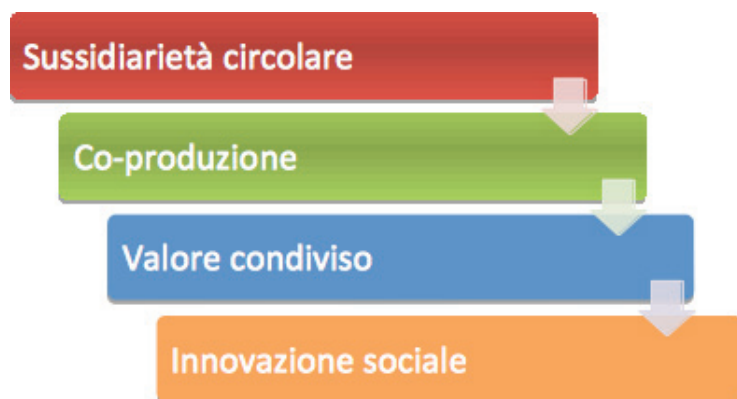 Sussidiarietà circolare
Co-produzione
Valore condiviso
Innovazione sociale